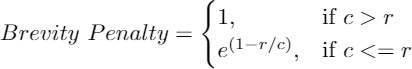 Brevity Penalty = { 1, if c > r
e^{(1−r/c)}, if c <= r